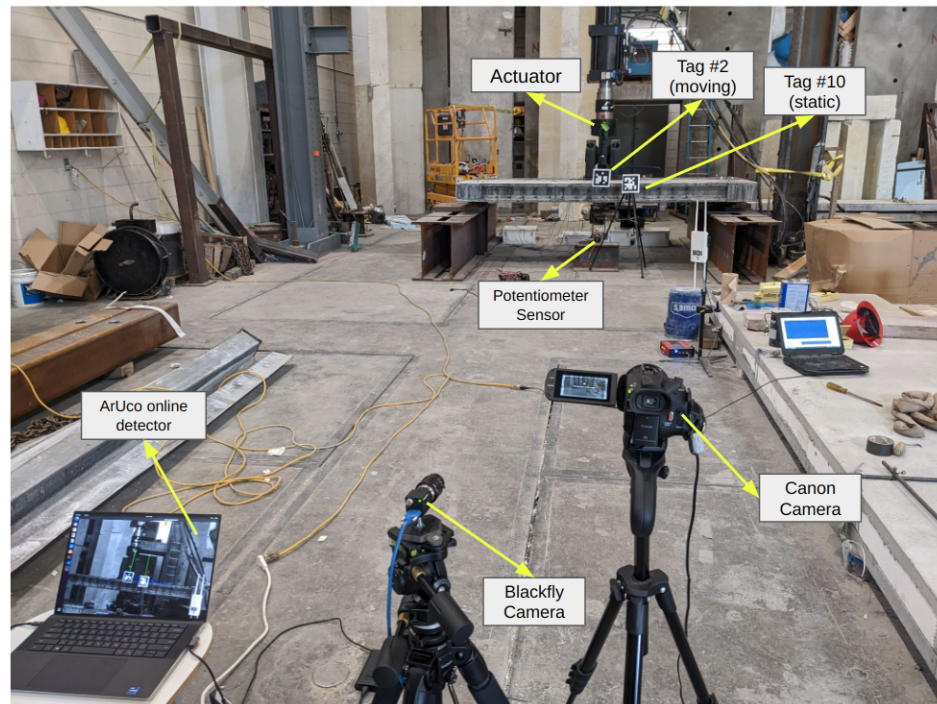 Actuator
Tag #2
(moving)
Tag #10
(static)
Potentiometer
Sensor
ArUco online
detector
Canon
Camera
Blackfly
Camera